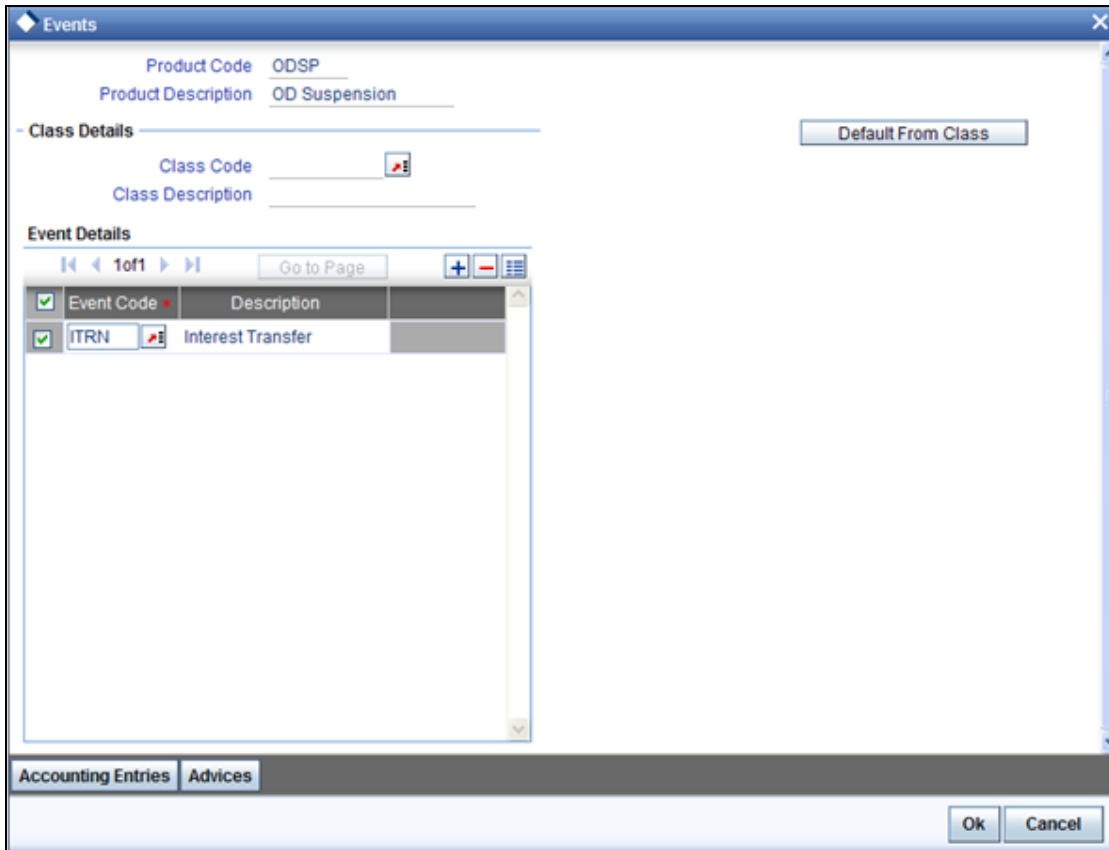 Events
Product Code ODSP
Product Description OD Suspension
Class Details
Default From Class
Class Code
Class Description
Event Details
1of1 Go to Page
Event Code * Description
ITRN Interest Transfer
Accounting Entries Advices
Ok Cancel